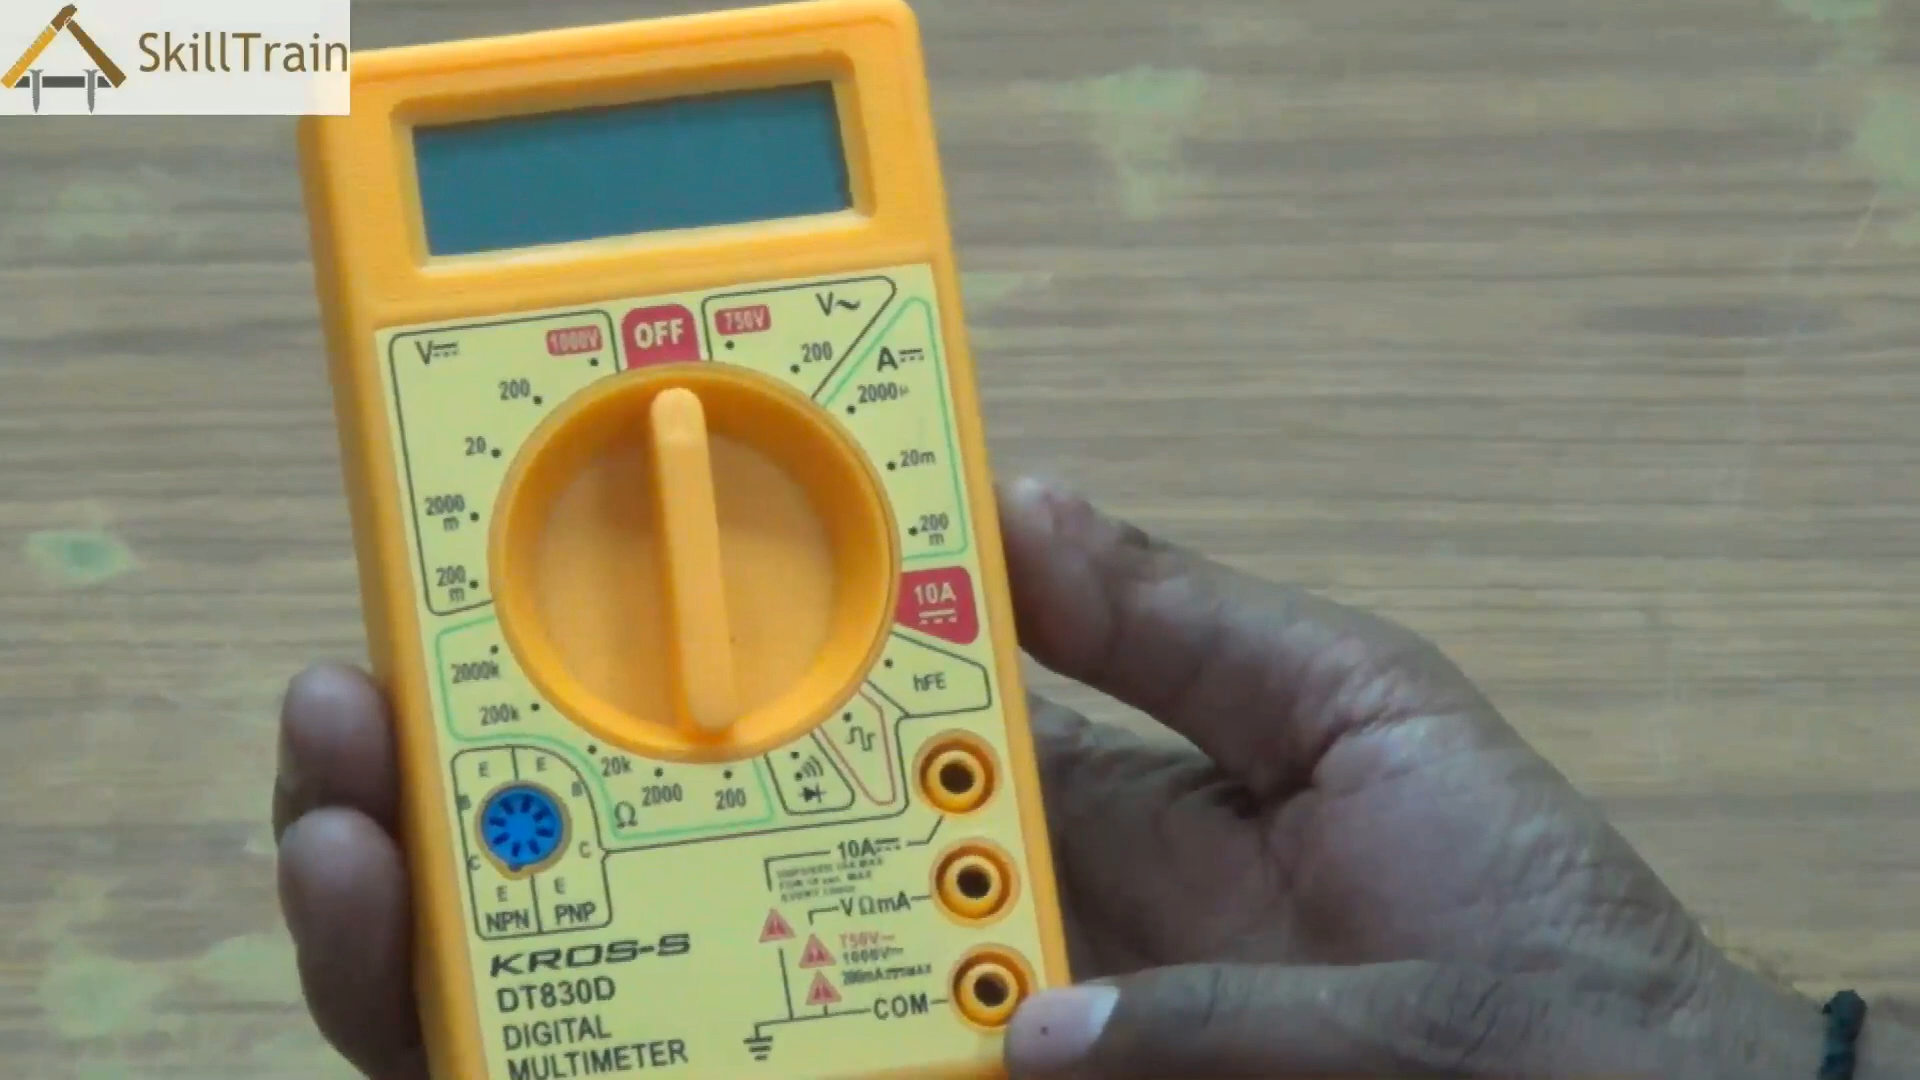 SkillTrain
OFF
V⎓
1000V
200
20
2000
m
200
m
750V
V~
200
A⎓
2000µ
20m
200
m
10A
hFE
2000k
200k
20k
2000
200
Ω
E E
B B
C C
E E
NPN PNP
10A⎓
VΩmA
750V~
1000V⎓
200mA⎓MAX
COM
KROS-S
DT830D
DIGITAL
MULTIMETER